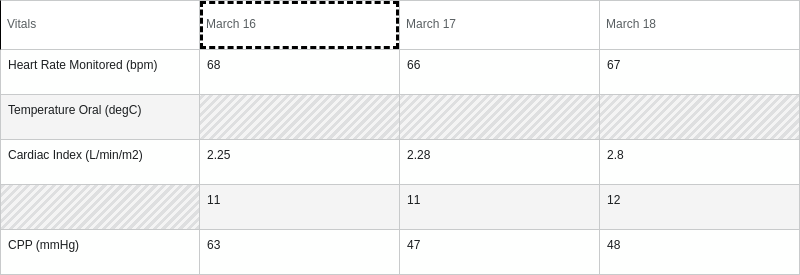 Vitals March 16 March 17 March 18
Heart Rate Monitored (bpm) 68 66 67
Temperature Oral (degC)
Cardiac Index (L/min/m2) 2.25 2.28 2.8
11 11 12
CPP (mmHg) 63 47 48